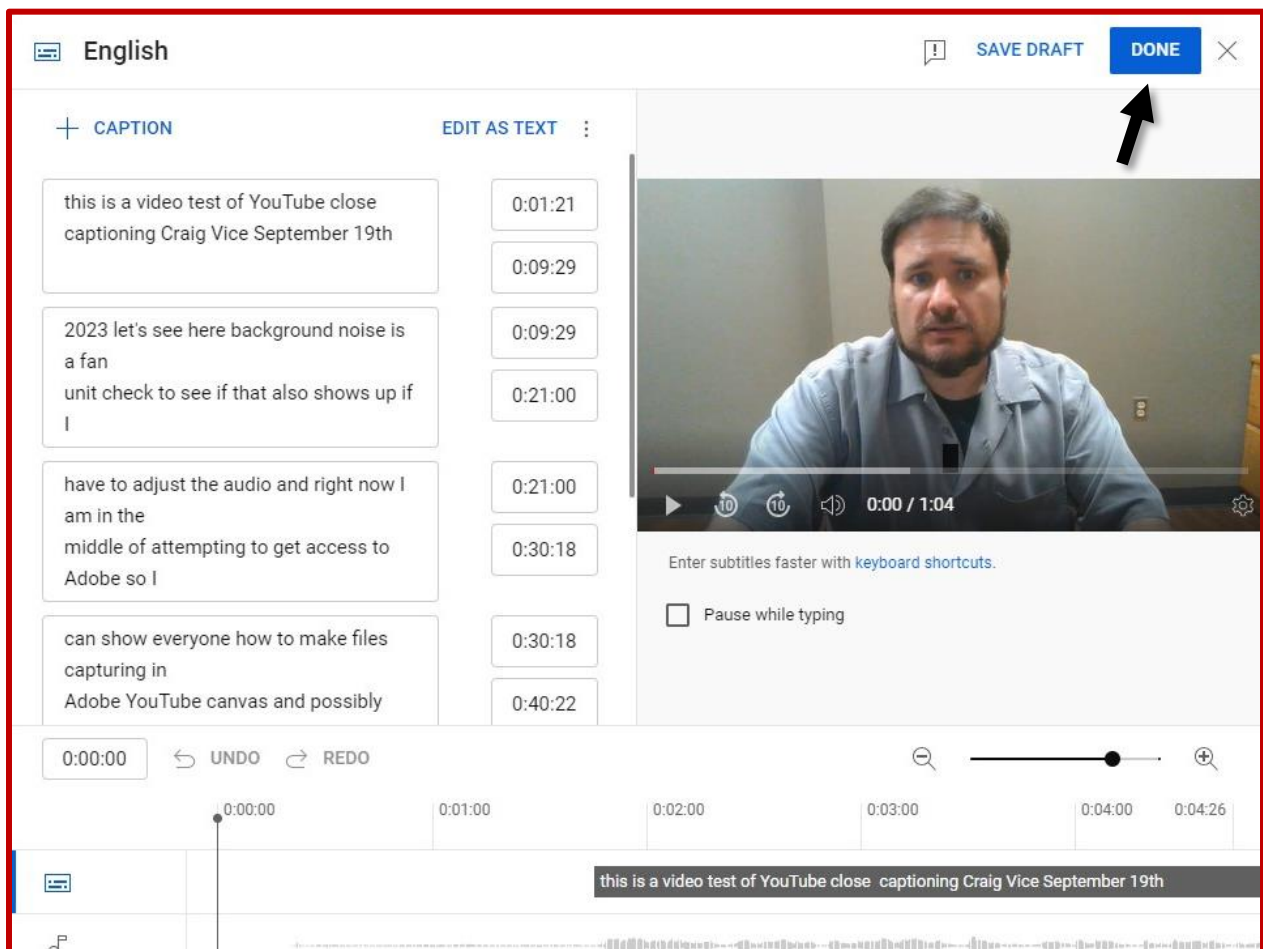 English
SAVE DRAFT
DONE
CAPTION
EDIT AS TEXT
this is a video test of YouTube close
captioning Craig Vice September 19th
0:01:21
0:09:29
2023 let's see here background noise is
a fan
unit check to see if that also shows up if
I
0:09:29
0:21:00
have to adjust the audio and right now I
am in the
middle of attempting to get access to
Adobe so I
0:21:00
0:30:18
can show everyone how to make files
capturing in
Adobe YouTube canvas and possibly
0:30:18
0:40:22
10
10
0:00 / 1:04
Enter subtitles faster with keyboard shortcuts.
Pause while typing
0:00:00
UNDO
REDO
0:00:00
0:01:00
0:02:00
0:03:00
0:04:00
0:04:26
this is a video test of YouTube close  captioning Craig Vice September 19th